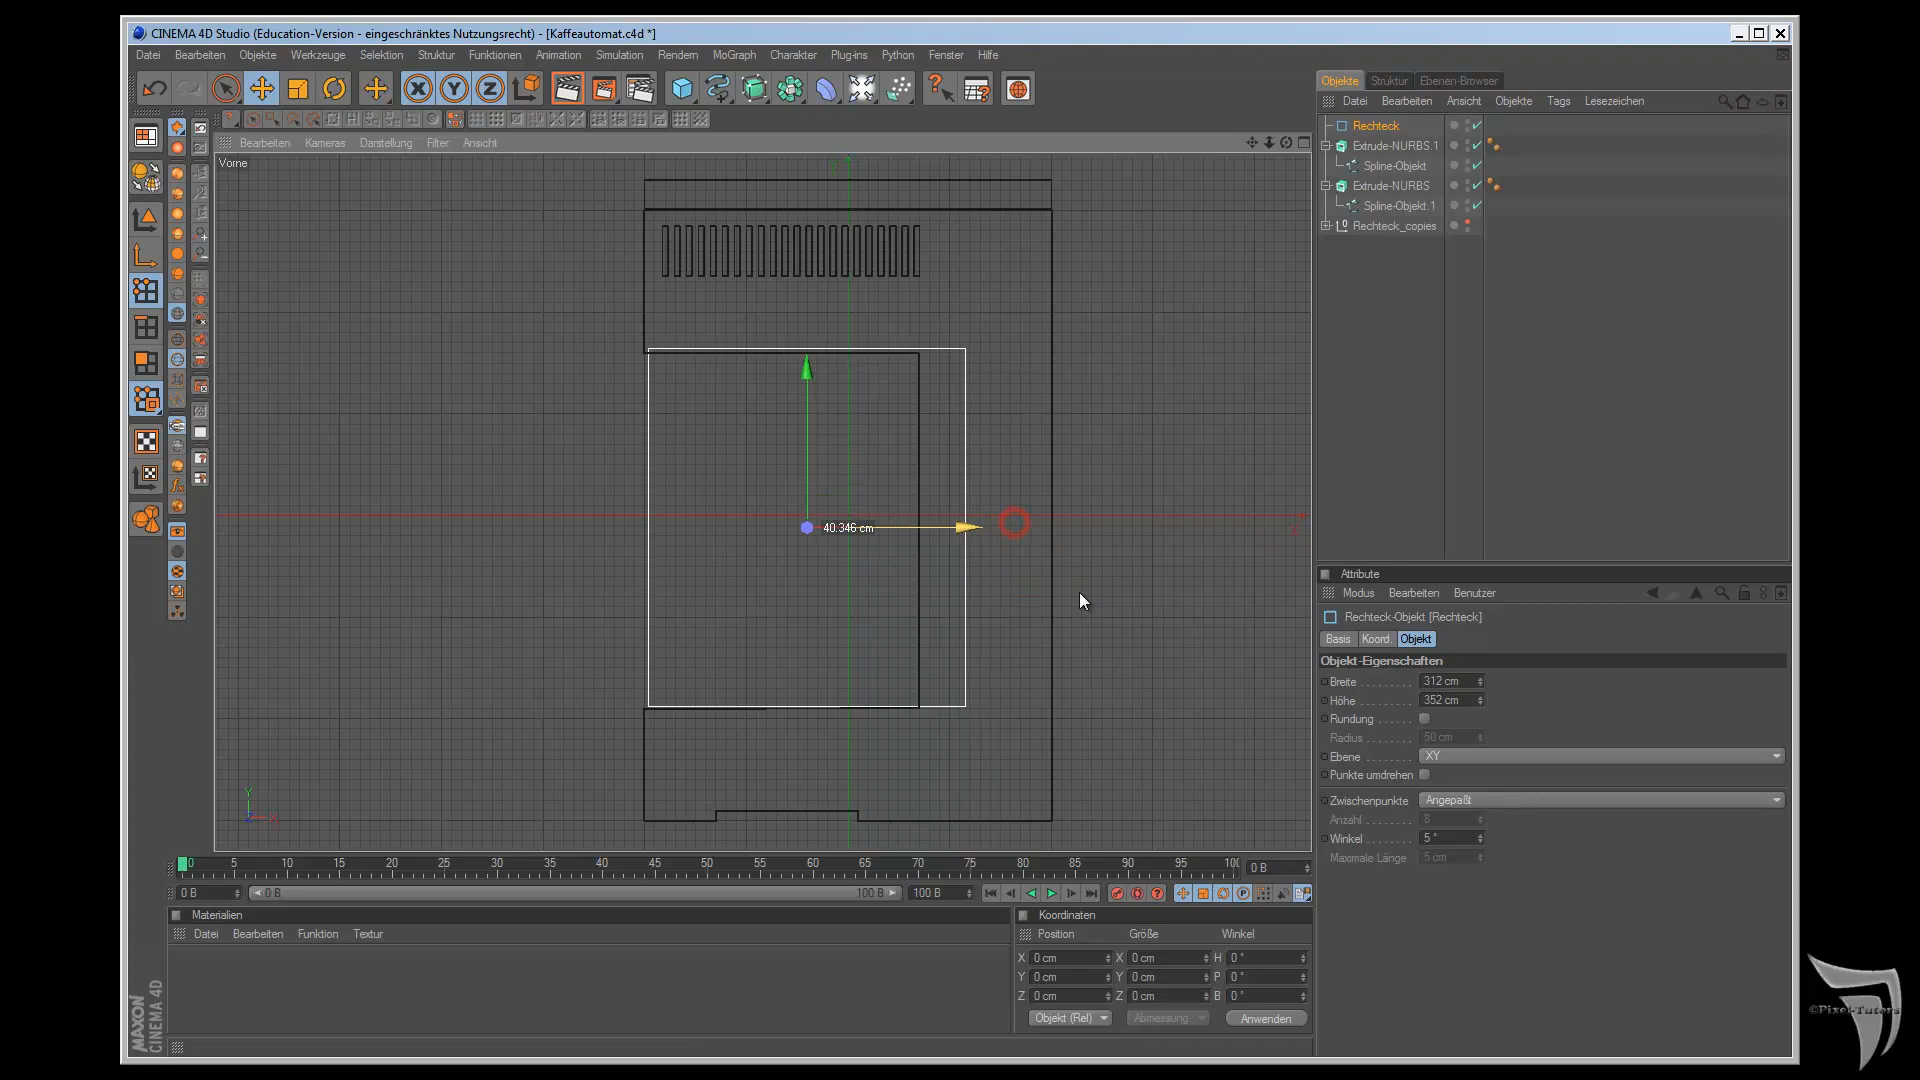 CINEMA 4D Studio (Education-Version - eingeschränktes Nutzungsrecht) - [Kaffeautomat.c4d *]
Datei Bearbeiten Objekte Werkzeuge Selektion Struktur Funktionen Animation Simulation Rendern MoGraph Charakter Plug-ins Python Fenster Hilfe
Objekte Struktur Ebenen-Browser
Datei Bearbeiten Ansicht Objekte Tags Lesezeichen
Rechteck
Extrude-NURBS.1
Spline-Objekt
Extrude-NURBS
Spline-Objekt.1
Rechteck_copies
Bearbeiten Kameras Darstellung Filter Ansicht
Vorne
40.346 cm
Y
X
Attribute
Modus Bearbeiten Benutzer
Rechteck-Objekt [Rechteck]
Basis Koord. Objekt
Objekt-Eigenschaften
Breite 312 cm
Höhe 352 cm
Rundung
Radius 50 cm
Ebene XY
Punkte umdrehen
Zwischenpunkte Angepaßt
Anzahl 8
Winkel 5 °
Maximale Länge 5 cm
0 5 10 15 20 25 30 35 40 45 50 55 60 65 70 75 80 85 90 95 100
0 B
0 B 0 B 100 B 100 B
Materialien
Datei Bearbeiten Funktion Textur
Koordinaten
Position Größe Winkel
X 0 cm X 0 cm H 0 °
Y 0 cm Y 0 cm P 0 °
Z 0 cm Z 0 cm B 0 °
Objekt (Rel) Abmessung Anwenden
MAXON
CINEMA 4D
©Pixel-Tutors